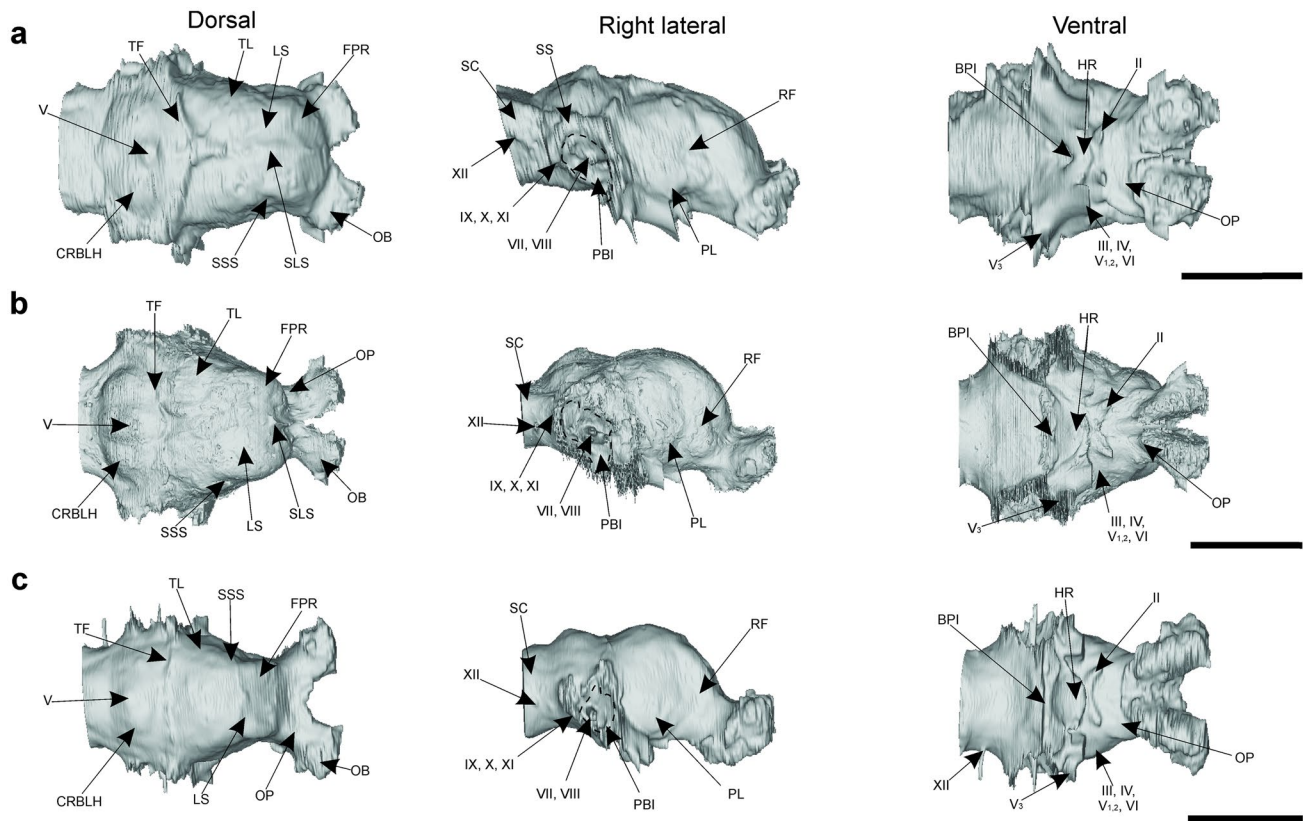 Dorsal
Right lateral
Ventral
a
TF
TL
LS
FPR
V
CRBLH
SSS
SLS
OB
SC
SS
RF
XII
IX, X, XI
VII, VIII
PBI
PL
BPI
HR
II
V3
III, IV,
V1,2, VI
OP
b
TF
TL
FPR
OP
V
CRBLH
SSS
LS
SLS
OB
SC
RF
XII
IX, X, XI
VII, VIII
PBI
PL
BPI
HR
II
V3
III, IV,
V1,2, VI
OP
c
TF
TL
SSS
FPR
V
CRBLH
LS
OP
OB
SC
RF
XII
IX, X, XI
VII, VIII
PBI
PL
BPI
HR
II
XII
V3
III, IV,
V1,2, VI
OP